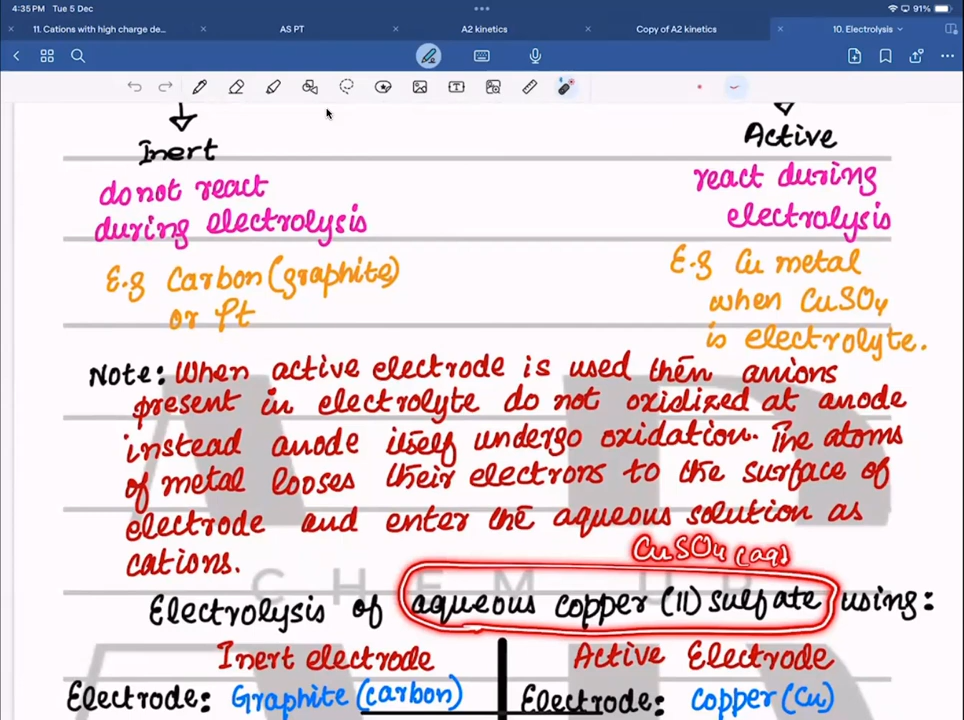 4:35 PM Tue 5 Dec
91%
11. Cations with high charge de...
AS PT
A2 kinetics
Copy of A2 kinetics
10. Electrolysis
Inert
Active
do not react
during electrolysis
react during
electrolysis
E.g Carbon (graphite)
or Pt
E.g Cu metal
when CuSO4
is electrolyte.
Note: When active electrode is used then anions
present in electrolyte do not oxidized at anode
instead anode itself undergo oxidation. The atoms
of metal looses their electrons to the surface of
electrode and enter the aqueous solution as
cations.
CuSO4 (aq)
CHEM
Electrolysis of aqueous copper (II) sulfate using:
Inert electrode
Active Electrode
Electrode: Graphite (carbon)
Electrode: copper (Cu)